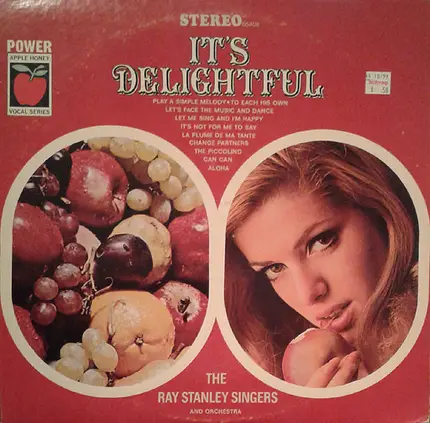 STEREO
POWER
APPLE HONEY
VOCAL SERIES
IT'S
DELIGHTFUL
PLAY A SIMPLE MELODY • TO EACH HIS OWN
LET'S FACE THE MUSIC AND DANCE
LET ME SING AND I'M HAPPY
IT'S NOT FOR ME TO SAY
LA PLUME DE MA TANTE
CHANGE PARTNERS
THE PICCOLINO
CAN CAN
ALOHA
THE
RAY STANLEY SINGERS
AND ORCHESTRA